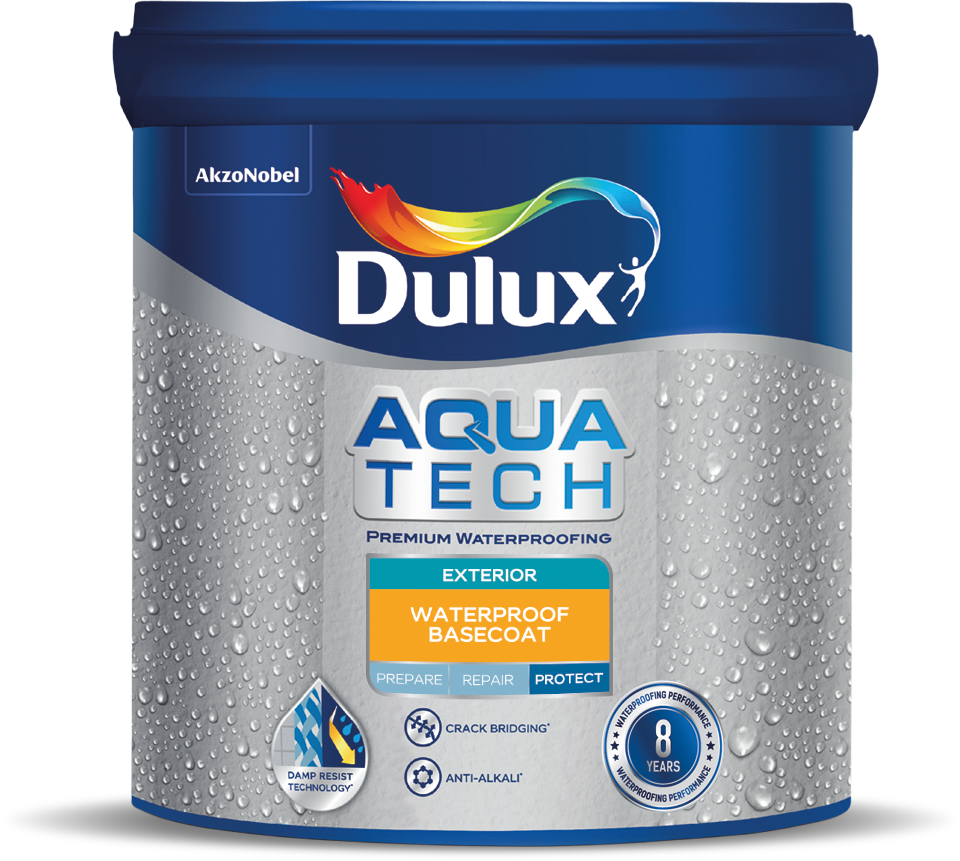 AkzoNobel
Dulux
AQUA
TECH
PREMIUM WATERPROOFING
EXTERIOR
WATERPROOF
BASECOAT
PREPARE REPAIR PROTECT
CRACK BRIDGING*
ANTI-ALKALI*
DAMP RESIST
TECHNOLOGY*
WATERPROOFING PERFORMANCE
8
YEARS
WATERPROOFING PERFORMANCE